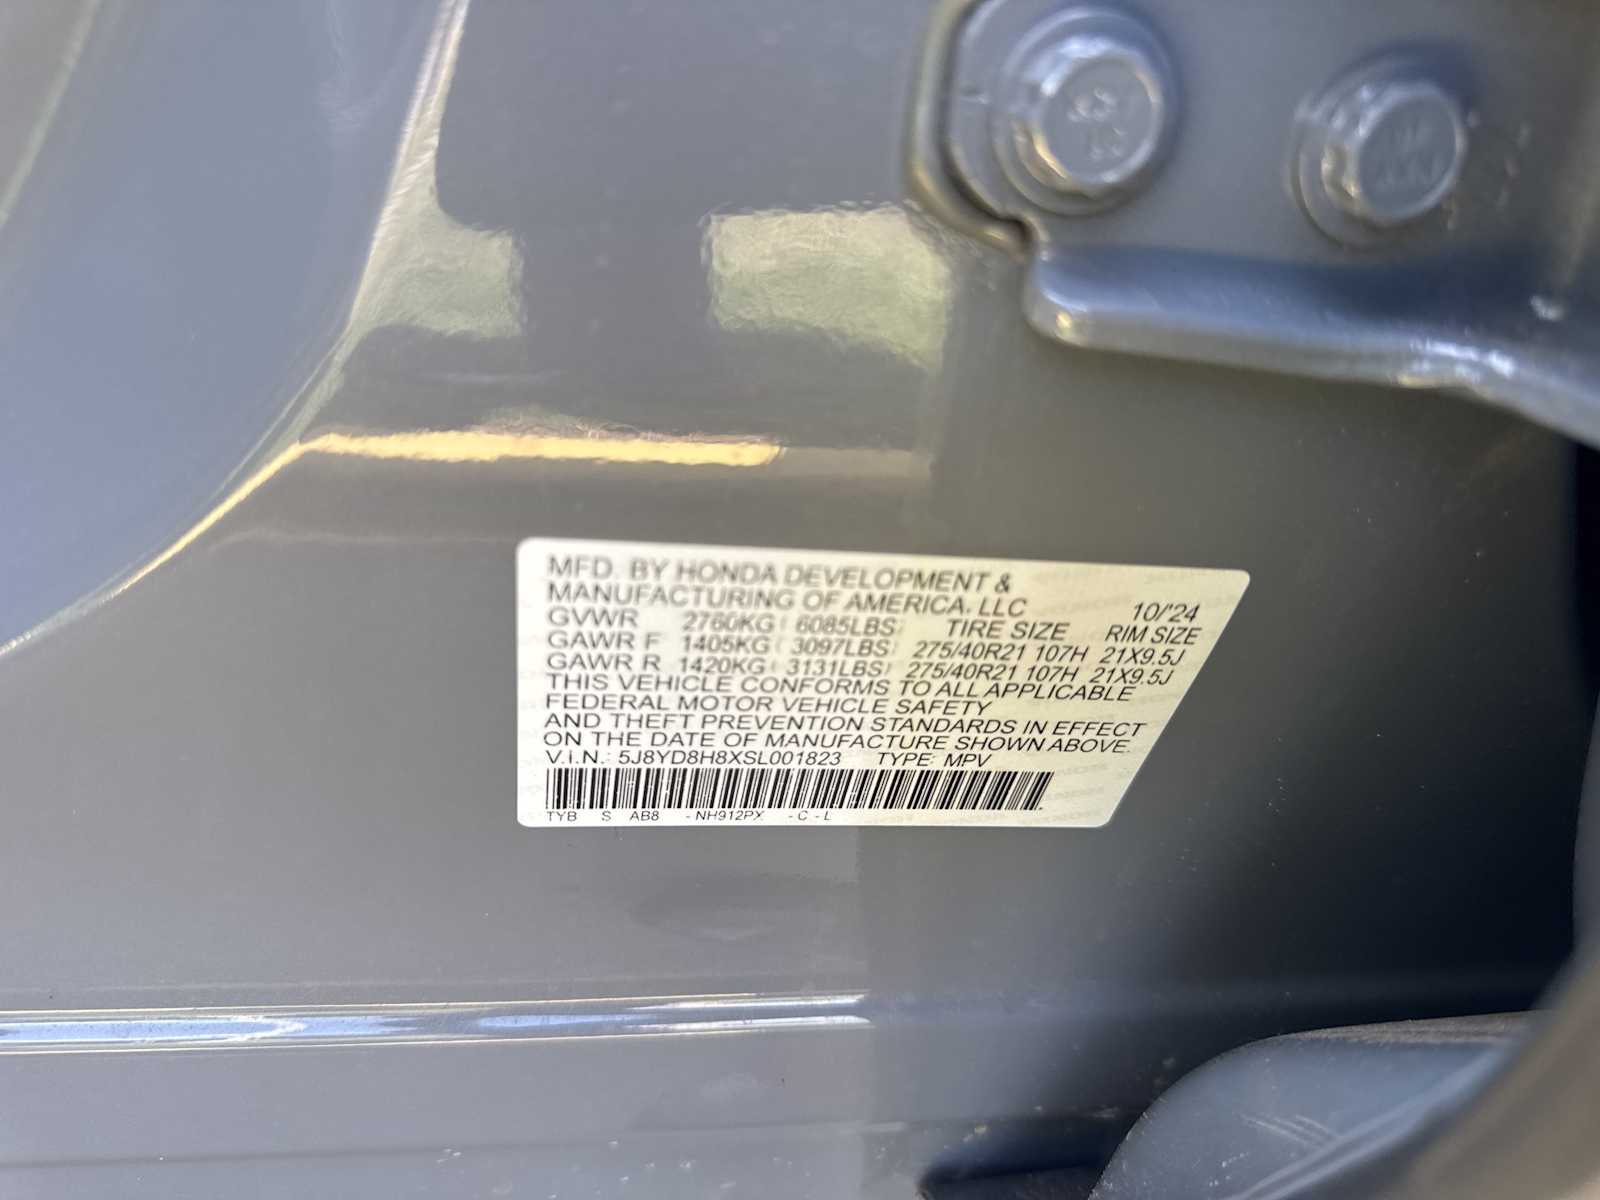 MFD. BY HONDA DEVELOPMENT &
MANUFACTURING OF AMERICA, LLC 10/'24
GVWR 2760KG ( 6085LBS) TIRE SIZE RIM SIZE
GAWR F 1405KG ( 3097LBS) 275/40R21 107H 21X9.5J
GAWR R 1420KG ( 3131LBS) 275/40R21 107H 21X9.5J
THIS VEHICLE CONFORMS TO ALL APPLICABLE
FEDERAL MOTOR VEHICLE SAFETY
AND THEFT PREVENTION STANDARDS IN EFFECT
ON THE DATE OF MANUFACTURE SHOWN ABOVE.
V.I.N.: 5J8YD8H8XSL001823 TYPE: MPV
TYB S AB8 - NH912PX - C - L